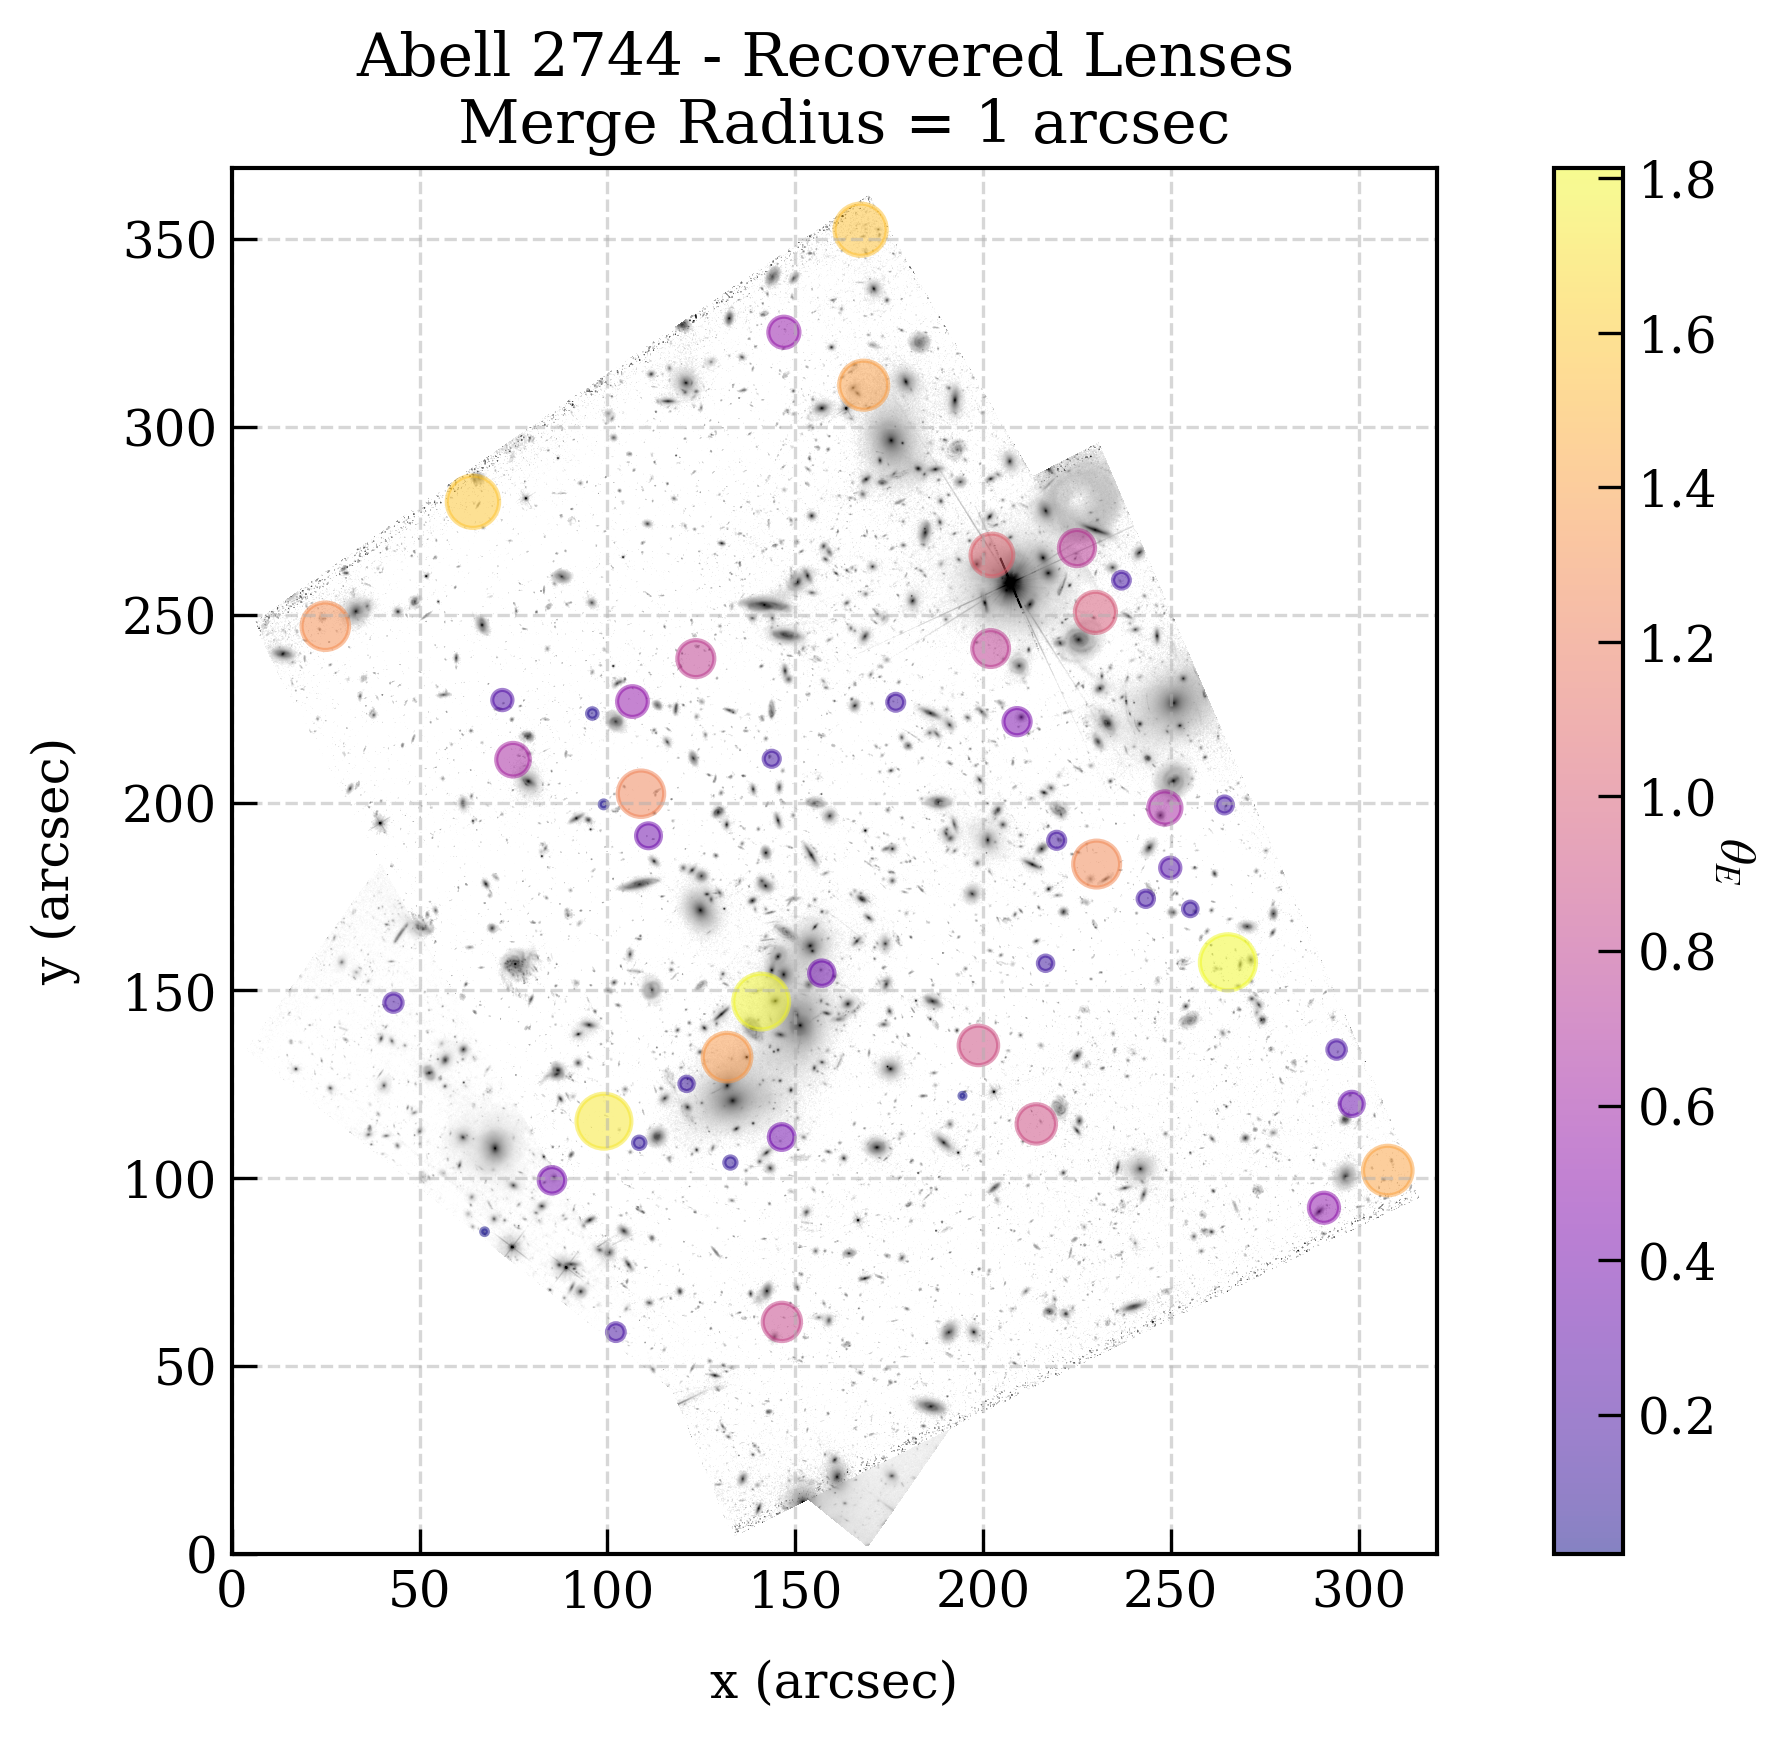 Abell 2744 - Recovered Lenses
Merge Radius = 1 arcsec
y (arcsec)
350
300
250
200
150
100
50
0
0 50 100 150 200 250 300
x (arcsec)
1.8
1.6
1.4
1.2
1.0
0.8
0.6
0.4
0.2
θ_E